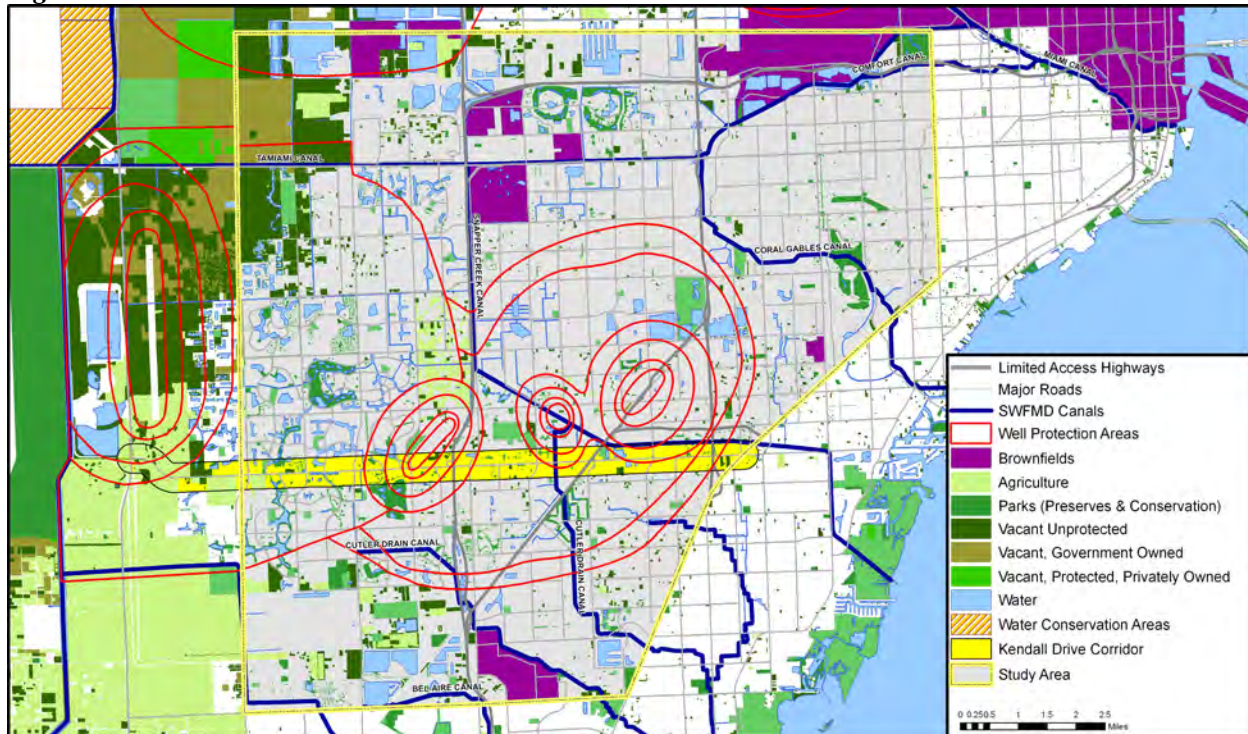 COMFORT CANAL
MIAMI CANAL
TAMIAMI CANAL
SNAPPER CREEK CANAL
CORAL GABLES CANAL
CUTLER DRAIN CANAL
CUTLER DRAIN CANAL
BEL AIRE CANAL
Limited Access Highways
Major Roads
SWFMD Canals
Well Protection Areas
Brownfields
Agriculture
Parks (Preserves & Conservation)
Vacant Unprotected
Vacant, Government Owned
Vacant, Protected, Privately Owned
Water
Water Conservation Areas
Kendall Drive Corridor
Study Area
0 0.250.5 1 1.5 2 2.5
Miles